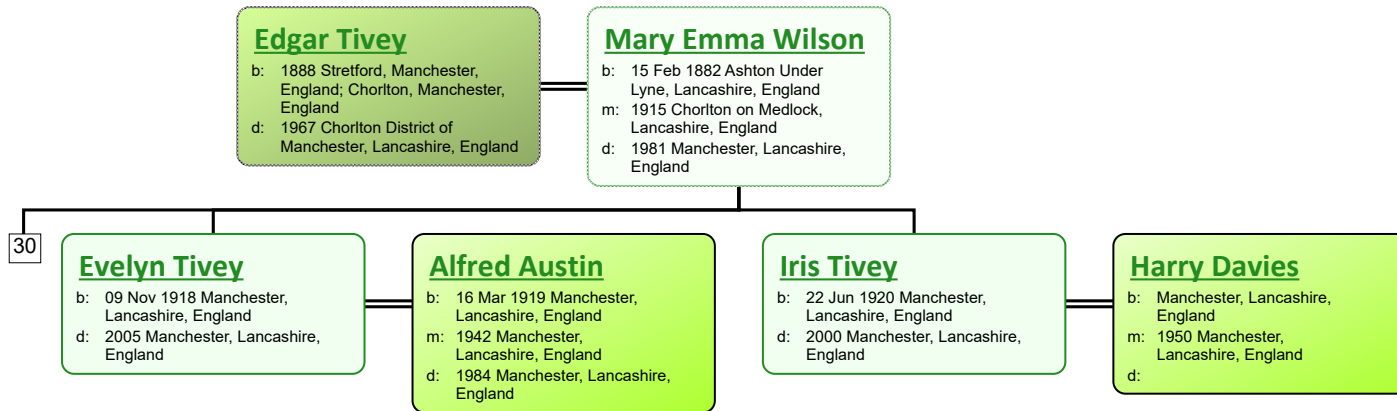 Edgar Tivey
b: 1888 Stretford, Manchester,
England; Chorlton, Manchester,
England
d: 1967 Chorlton District of
Manchester, Lancashire, England
Mary Emma Wilson
b: 15 Feb 1882 Ashton Under
Lyne, Lancashire, England
m: 1915 Chorlton on Medlock,
Lancashire, England
d: 1981 Manchester, Lancashire,
England
30
Evelyn Tivey
b: 09 Nov 1918 Manchester,
Lancashire, England
d: 2005 Manchester, Lancashire,
England
Alfred Austin
b: 16 Mar 1919 Manchester,
Lancashire, England
m: 1942 Manchester,
Lancashire, England
d: 1984 Manchester, Lancashire,
England
Iris Tivey
b: 22 Jun 1920 Manchester,
Lancashire, England
d: 2000 Manchester, Lancashire,
England
Harry Davies
b: Manchester, Lancashire,
England
m: 1950 Manchester,
Lancashire, England
d: